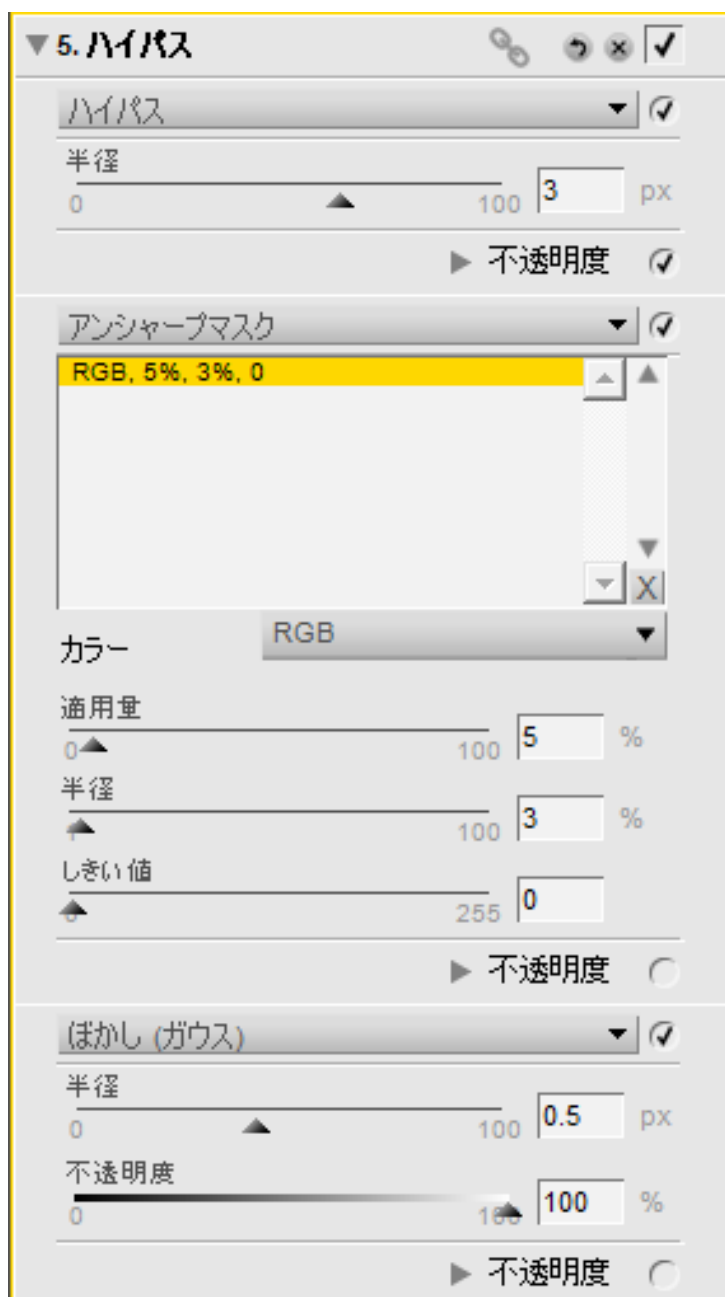 5. ハイパス
ハイパス
半径
0 100 3 px
不透明度
アンシャープマスク
RGB, 5%, 3%, 0
X
カラー RGB
適用量
0 100 5 %
半径
100 3 %
しきい値
0 255 0
不透明度
ぼかし (ガウス)
半径
0 100 0.5 px
不透明度
0 100 100 %
不透明度